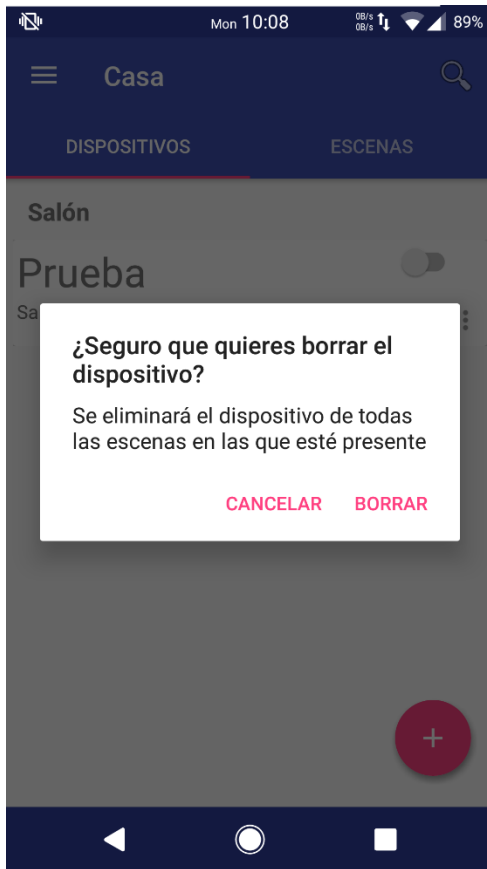 Mon 10:08
0B/s
0B/s
89%
Casa
DISPOSITIVOS ESCENAS
Salón
Prueba
Sa
¿Seguro que quieres borrar el
dispositivo?
Se eliminará el dispositivo de todas
las escenas en las que esté presente
CANCELAR BORRAR